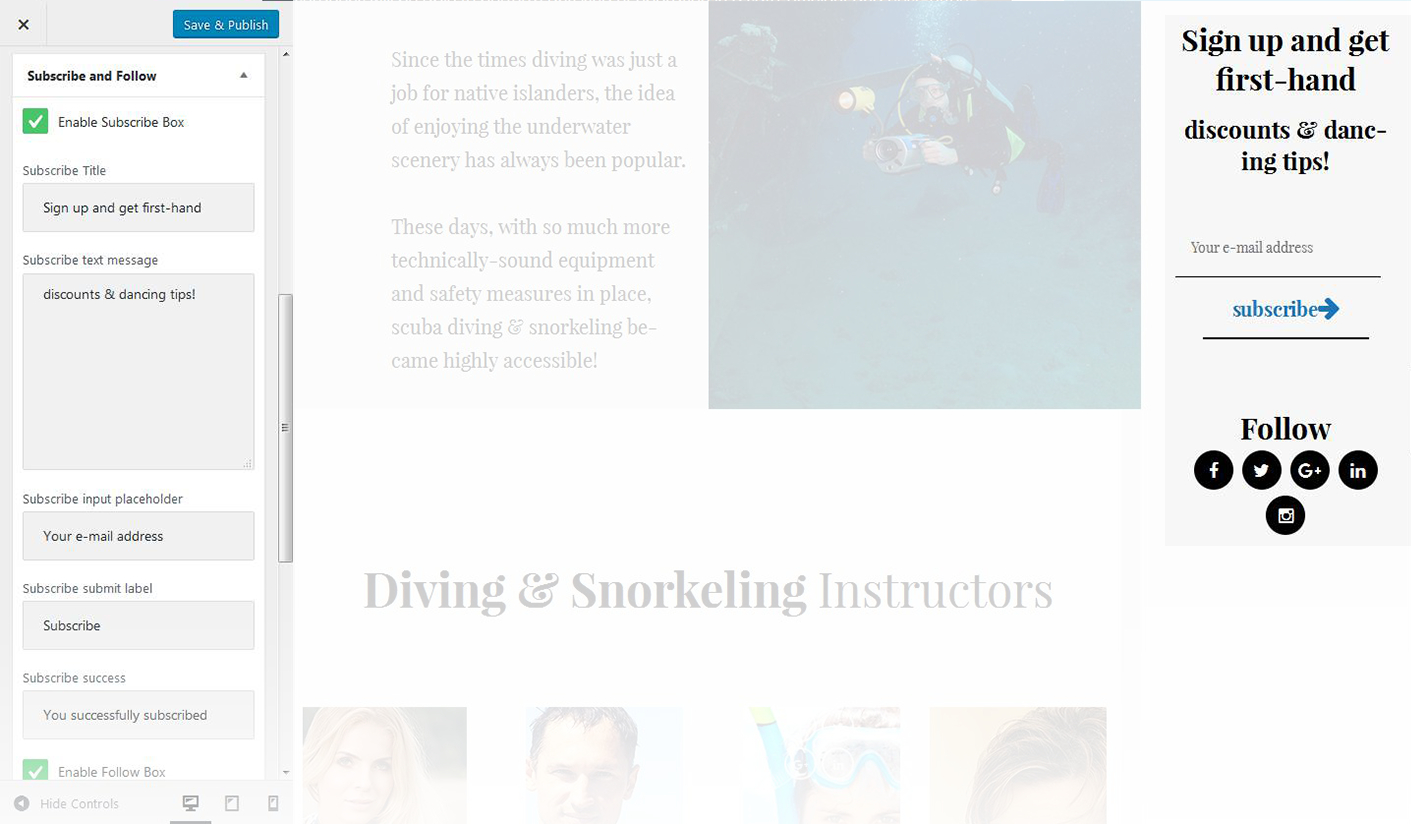 Save & Publish
Subscribe and Follow
Enable Subscribe Box
Subscribe Title
Sign up and get first-hand
Subscribe text message
discounts & dancing tips!
Subscribe input placeholder
Your e-mail address
Subscribe submit label
Subscribe
Subscribe success
You successfully subscribed
Enable Follow Box
Hide Controls
Since the times diving was just a
job for native islanders, the idea
of enjoying the underwater
scenery has always been popular.
These days, with so much more
technically-sound equipment
and safety measures in place,
scuba diving & snorkeling be-
came highly accessible!
Diving & Snorkeling Instructors
Sign up and get
first-hand
discounts & danc-
ing tips!
Your e-mail address
subscribe
Follow